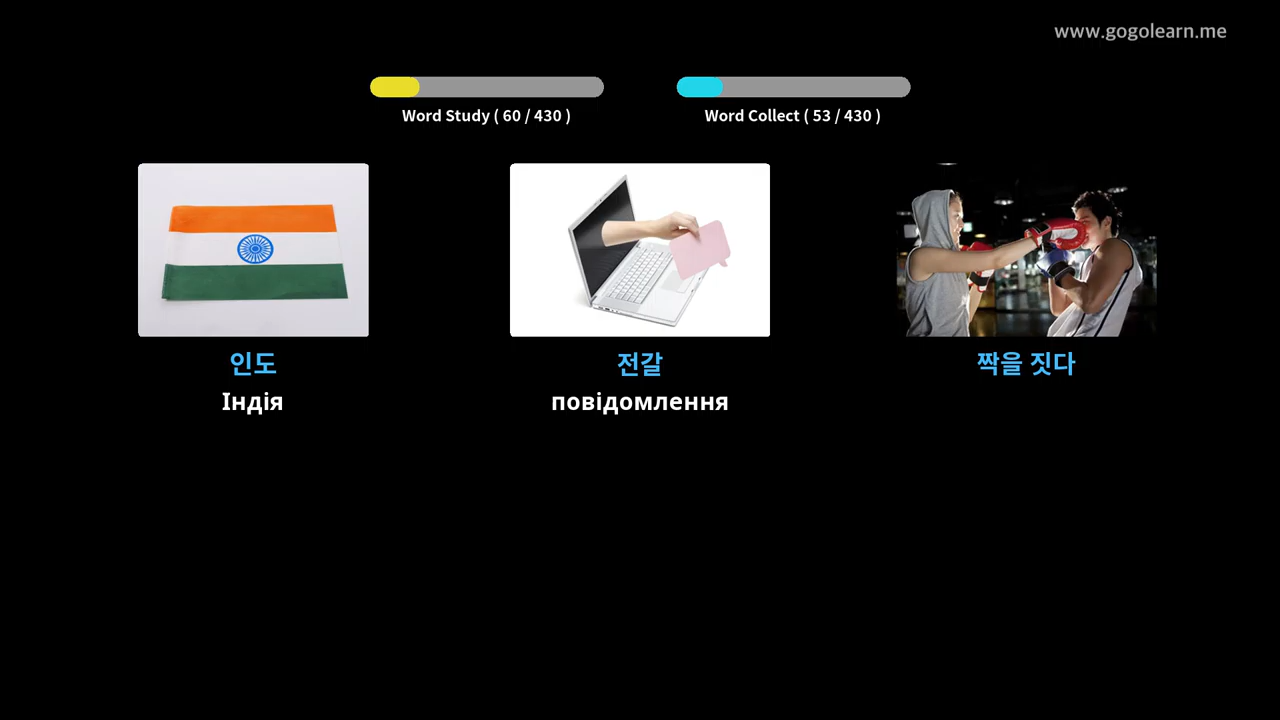 www.gogolearn.me
Word Study ( 60 / 430 )
Word Collect ( 53 / 430 )
인도
전갈
짝을 짓다
Індія
повідомлення